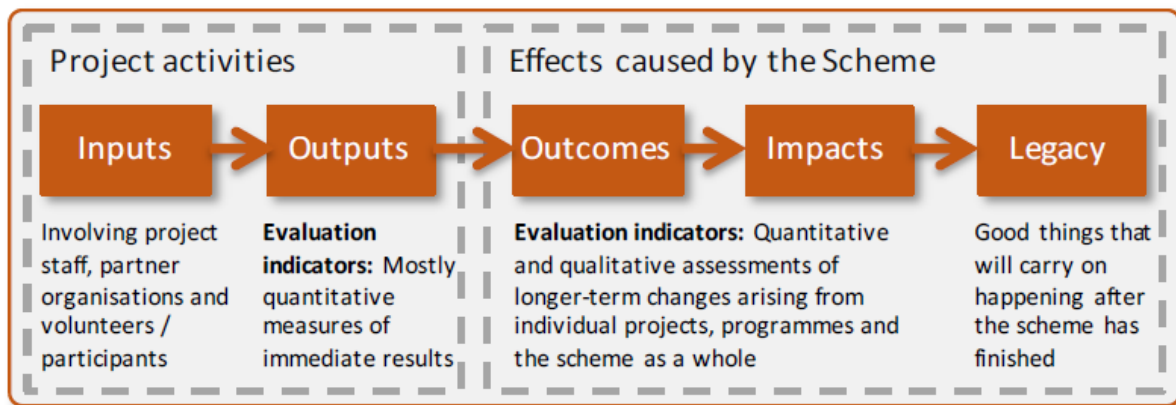 Project activities
Effects caused by the Scheme
Inputs
Outputs
Outcomes
Impacts
Legacy
Involving project
staff, partner
organisations and
volunteers /
participants
Evaluation
indicators: Mostly
quantitative
measures of
immediate results
Evaluation indicators: Quantitative
and qualitative assessments of
longer-term changes arising from
individual projects, programmes and
the scheme as a whole
Good things that
will carry on
happening after
the scheme has
finished